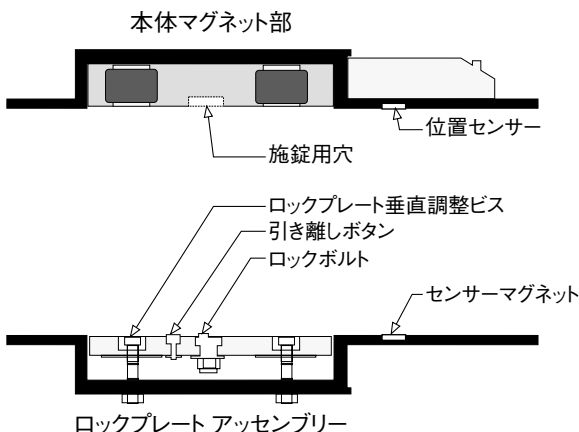 本体マグネット部
位置センサー
施錠用穴
ロックプレート垂直調整ビス
引き離しボタン
ロックボルト
センサーマグネット
ロックプレート アッセンブリー